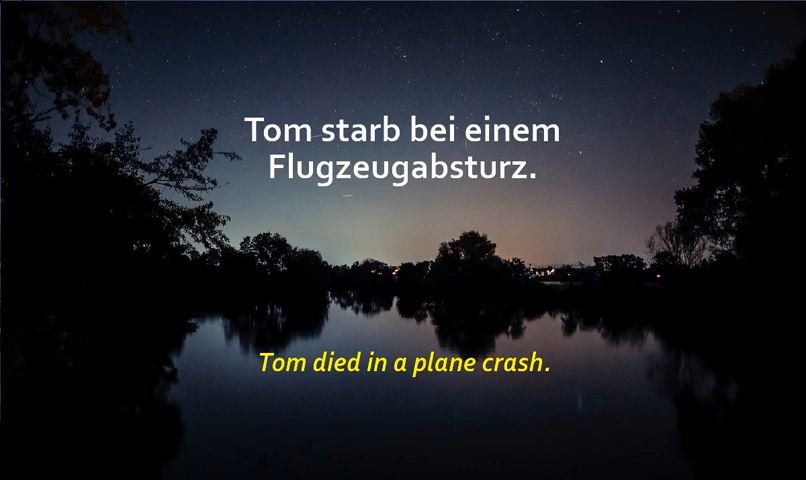 Tom starb bei einem
Flugzeugabsturz.
Tom died in a plane crash.